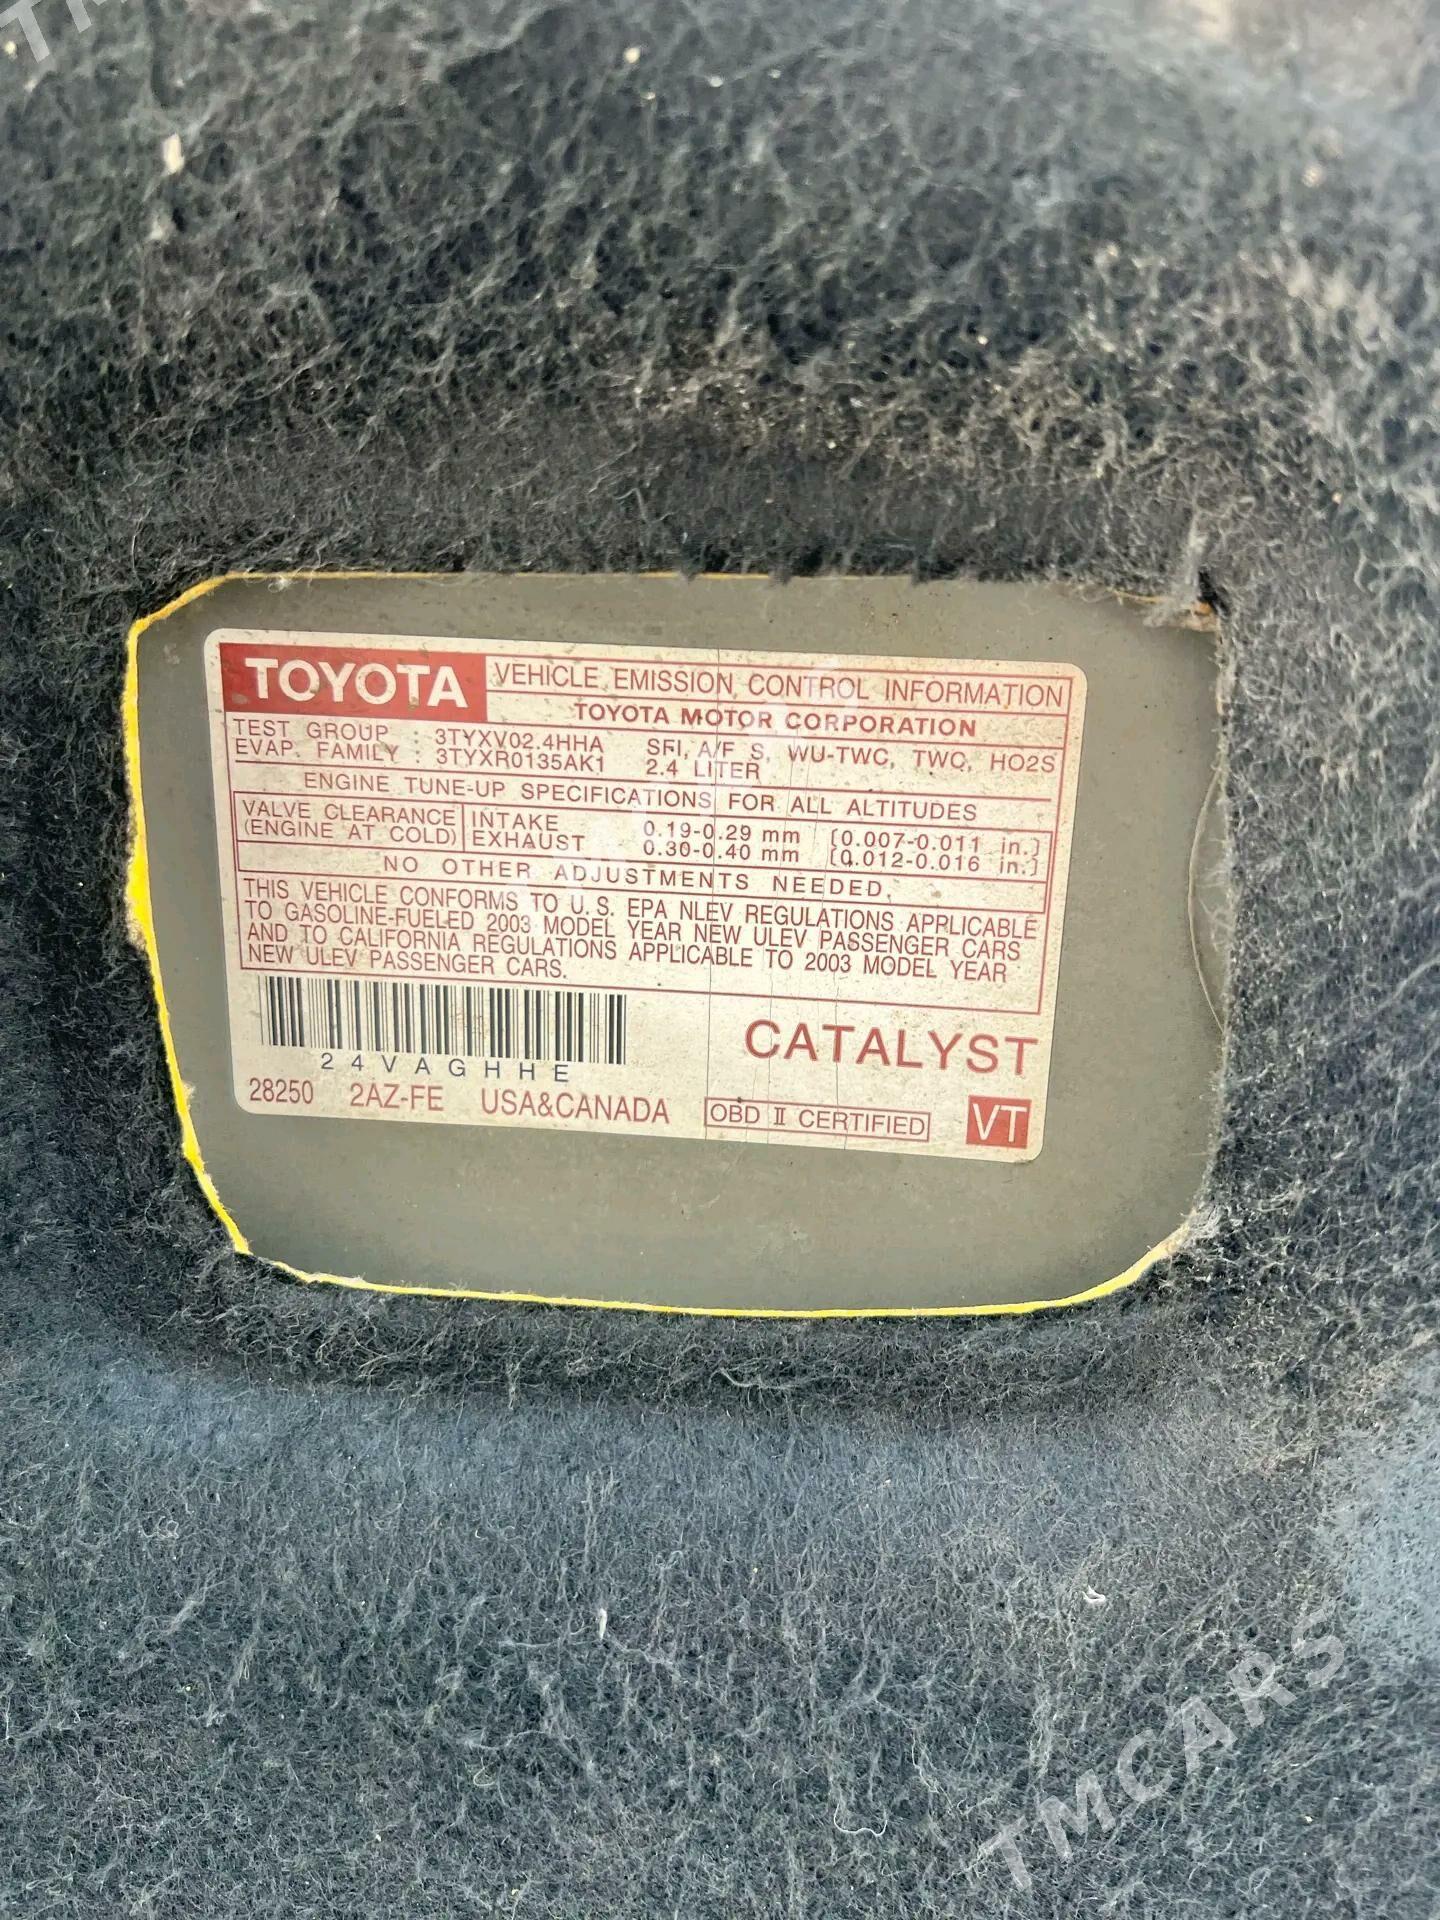 TOYOTA VEHICLE EMISSION CONTROL INFORMATION
TOYOTA MOTOR CORPORATION
TEST GROUP : 3TYXV02.4HHA SFI, A/F S, WU-TWC, TWC, HO2S
EVAP. FAMILY : 3TYXR0135AK1 2.4 LITER
ENGINE TUNE-UP SPECIFICATIONS FOR ALL ALTITUDES
VALVE CLEARANCE INTAKE 0.19-0.29 mm [0.007-0.011 in.]
(ENGINE AT COLD) EXHAUST 0.30-0.40 mm [0.012-0.016 in.]
NO OTHER ADJUSTMENTS NEEDED.
THIS VEHICLE CONFORMS TO U.S. EPA NLEV REGULATIONS APPLICABLE
TO GASOLINE-FUELED 2003 MODEL YEAR NEW ULEV PASSENGER CARS
AND TO CALIFORNIA REGULATIONS APPLICABLE TO 2003 MODEL YEAR
NEW ULEV PASSENGER CARS.
24VAGHHE
CATALYST
28250 2AZ-FE USA&CANADA OBD II CERTIFIED VT
TMCARS